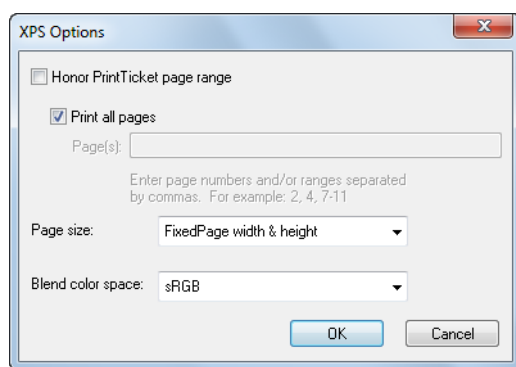 XPS Options
Honor PrintTicket page range
Print all pages
Page(s):
Enter page numbers and/or ranges separated
by commas. For example: 2, 4, 7-11
Page size: FixedPage width & height
Blend color space: sRGB
OK Cancel